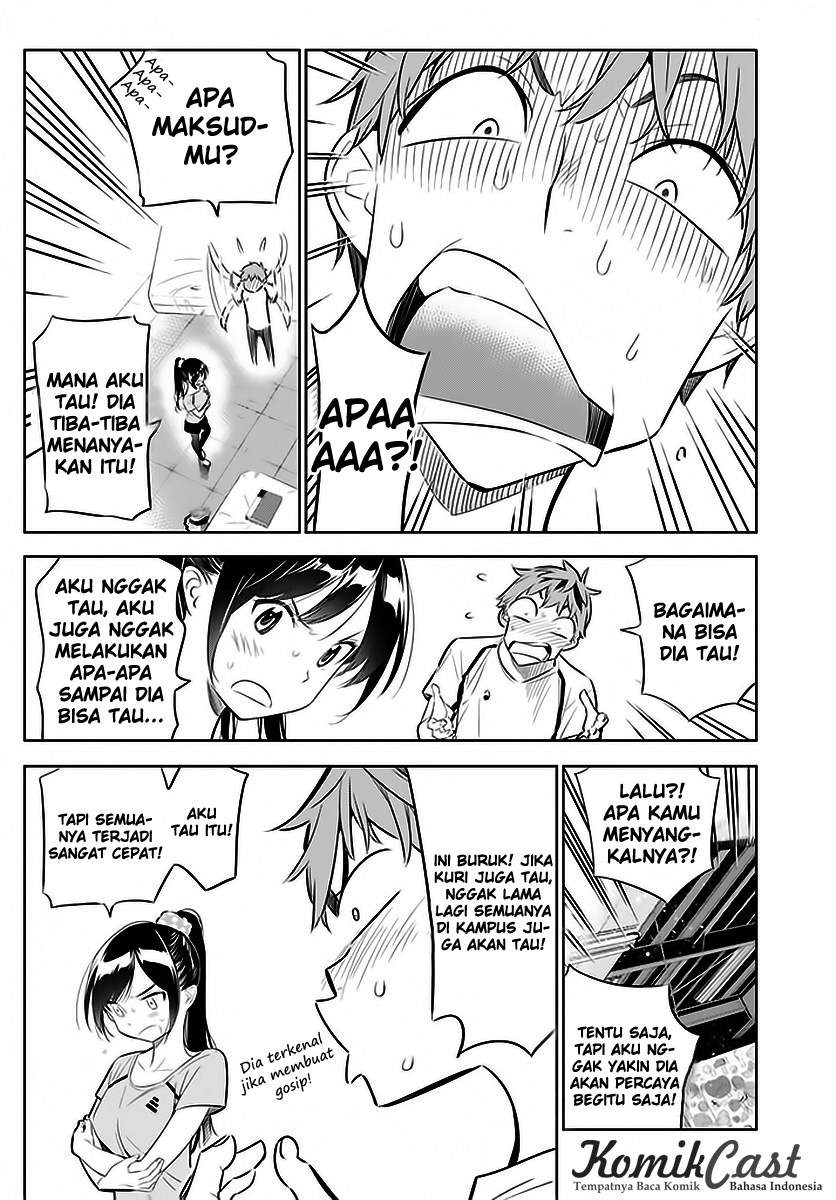 APAA
AAA?!
Apa-
Apa-
Apa-
APA
MAKSUD-
MU?
MANA AKU
TAU! DIA
TIBA-TIBA
MENANYA-
KAN ITU!
BAGAIMA-
NA BISA
DIA TAU!
AKU NGGAK
TAU, AKU
JUGA NGGAK
MELAKUKAN
APA-APA
SAMPAI DIA
BISA TAU...
LALU?!
APA KAMU
MENYANG-
KALNYA?!
TENTU SAJA,
TAPI AKU NG-
GAK YAKIN DIA
AKAN PERCAYA
BEGITU SAJA!
INI BURUK! JIKA
KURI JUGA TAU,
NGGAK LAMA
LAGI SEMUANYA
DI KAMPUS JU-
GA AKAN TAU!
Dia terkenal
jika membuat
gosip!
AKU
TAU ITU!
TAPI SEMUA-
NYA TERJADI
SANGAT CEPAT!
KomikCast
Tempatnya Baca Komik Bahasa Indonesia